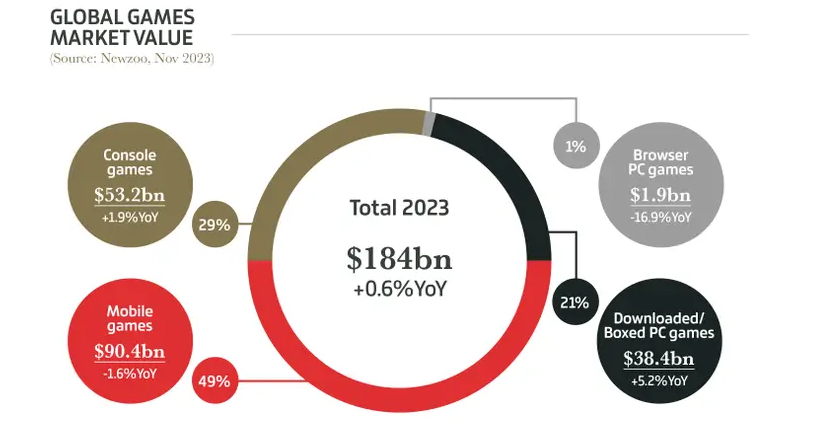 GLOBAL GAMES
MARKET VALUE
(Source: Newzoo, Nov 2023)
Console
games
$53.2bn
+1.9%YoY
29%
Mobile
games
$90.4bn
-1.6%YoY
49%
Total 2023
$184bn
+0.6%YoY
1%
Browser
PC games
$1.9bn
-16.9%YoY
21%
Downloaded/
Boxed PC games
$38.4bn
+5.2%YoY